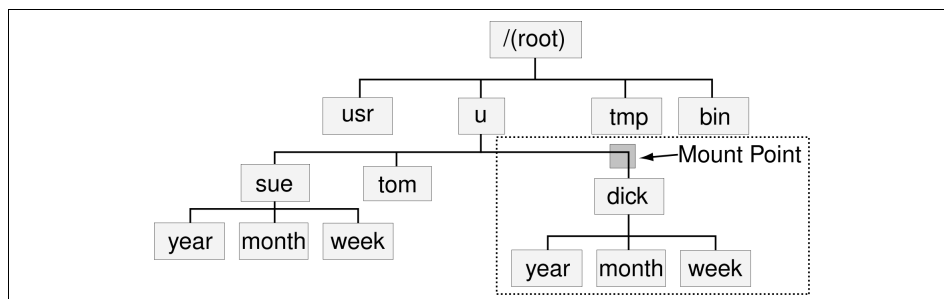 /(root)
usr u tmp bin
Mount Point
sue tom dick
year month week
year month week